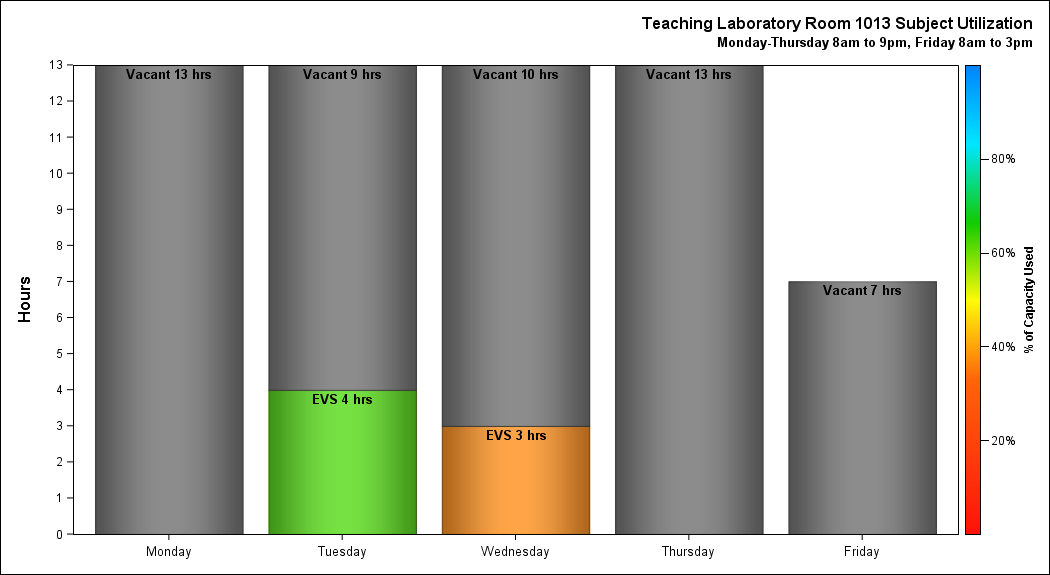 Teaching Laboratory Room 1013 Subject Utilization
Monday-Thursday 8am to 9pm, Friday 8am to 3pm
Hours
13
12
11
10
9
8
7
6
5
4
3
2
1
0
Vacant 13 hrs
Vacant 9 hrs
Vacant 10 hrs
Vacant 13 hrs
Vacant 7 hrs
EVS 4 hrs
EVS 3 hrs
Monday
Tuesday
Wednesday
Thursday
Friday
80%
60%
40%
20%
% of Capacity Used